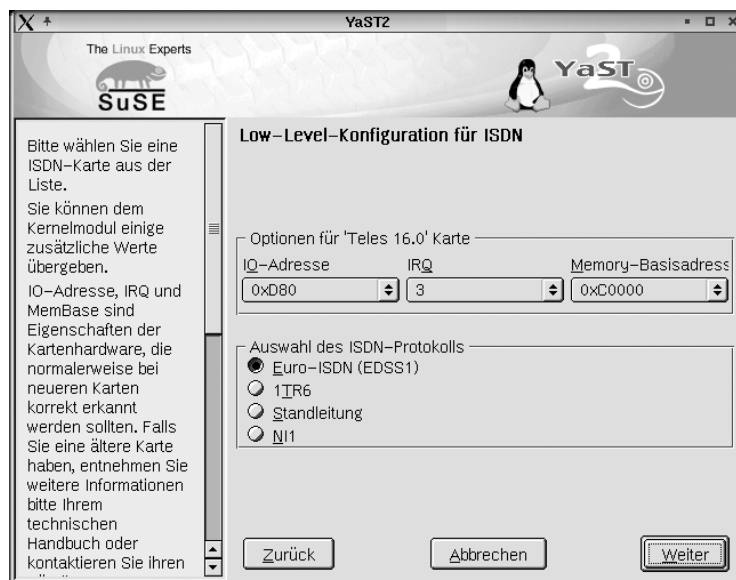 YaST2
The Linux Experts
SuSE
YaST
2
Bitte wählen Sie eine
ISDN-Karte aus der
Liste.
Sie können dem
Kernelmodul einige
zusätzliche Werte
übergeben.
IO-Adresse, IRQ und
MemBase sind
Eigenschaften der
Kartenhardware, die
normalerweise bei
neueren Karten
korrekt erkannt
werden sollten. Falls
Sie eine ältere Karte
haben, entnehmen Sie
weitere Informationen
bitte Ihrem
technischen
Handbuch oder
kontaktieren Sie ihren
Low-Level-Konfiguration für ISDN
Optionen für 'Teles 16.0' Karte
IO-Adresse IRQ Memory-Basisadress
0xD80 3 0xC0000
Auswahl des ISDN-Protokolls
Euro-ISDN (EDSS1)
1TR6
Standleitung
NI1
Zurück Abbrechen Weiter